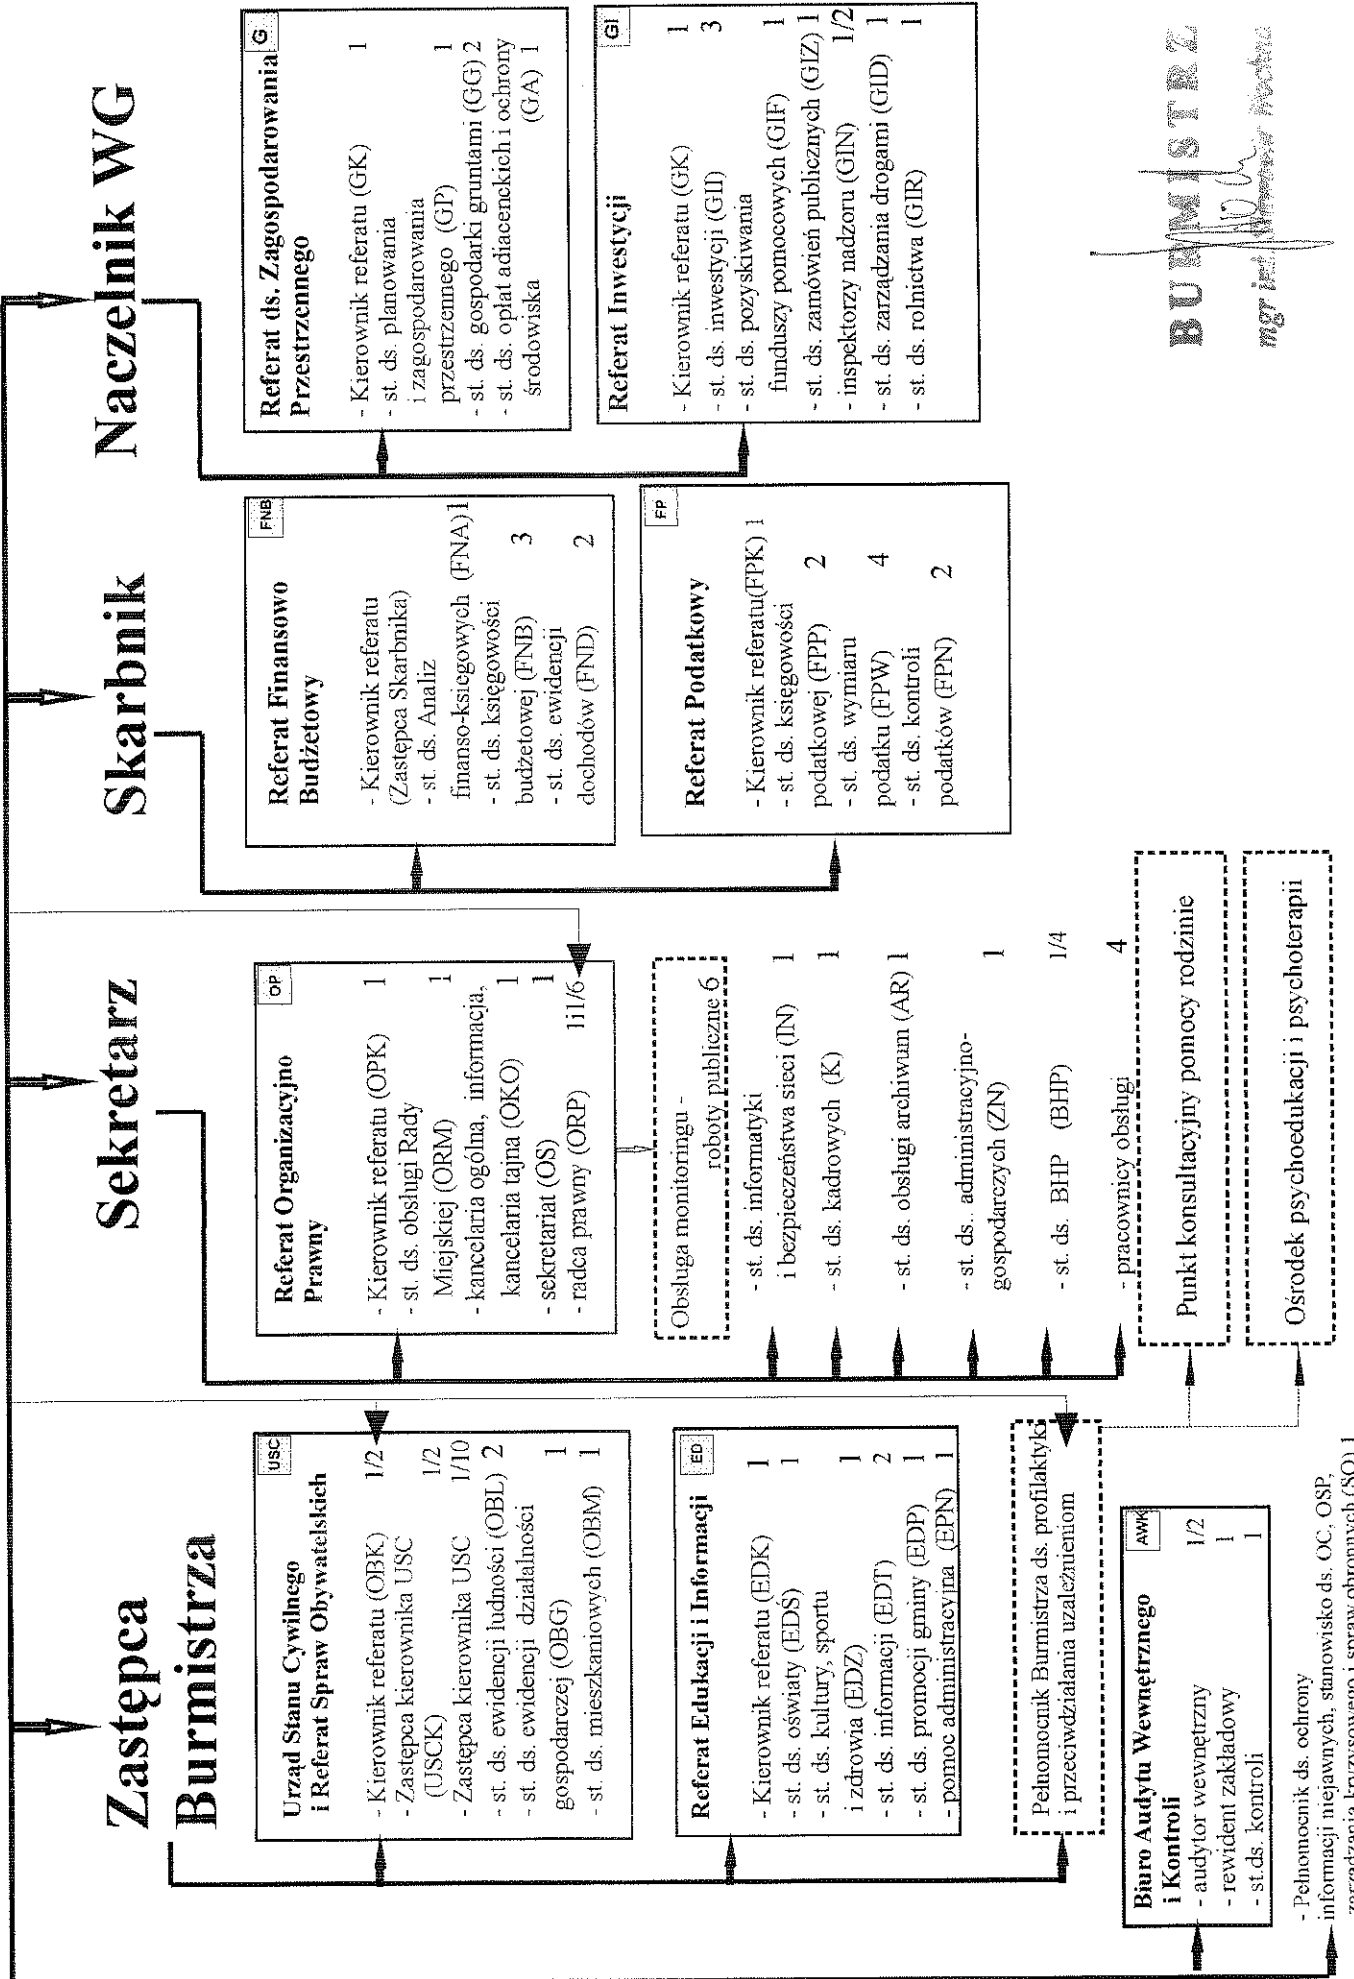 Zastępca
Burmistrza
USC
Urząd Stanu Cywilnego
i Referat Spraw Obywatelskich
- Kierownik referatu (OBK) 1/2
- Zastępca kierownika USC
(USCK) 1/2
- Zastępca kierownika USC 1/10
- st. ds. ewidencji ludności (OBL) 2
- st. ds. ewidencji działalności
gospodarczej (OBG) 1
- st. ds. mieszkaniowych (OBM) 1
ED
Referat Edukacji i Informacji
- Kierownik referatu (EDK) 1
- st. ds. oświaty (EDS) 1
- st. ds. kultury, sportu
i zdrowia (EDZ) 1
- st. ds. informacji (EDT) 2
- st. ds. promocji gminy (EDP) 1
- pomoc administracyjna (EPN) 1
Pełnomocnik Burmistrza ds. profilaktyki
i przeciwdziałania uzależnieniom
AWK
Biuro Audytu Wewnętrznego
i Kontroli
- audytor wewnętrzny 1/2
- rewident zakładowy 1
- st.ds. kontroli 1
- Pełnomocnik ds. ochrony
informacji niejawnych, stanowisko ds. OC, OSP,
zarządzania kryzysowego i spraw obronnych (SO) 1
Sekretarz
OP
Referat Organizacyjno
Prawny
- Kierownik referatu (OPK) 1
- st. ds. obsługi Rady
Miejskiej (ORM) 1
- kancelaria ogólna, informacja,
kancelaria tajna (OKO) 1
- sekretariat (OS) 1
- radca prawny (ORP) 1i1/6
Obsługa monitoringu -
roboty publiczne 6
- st. ds. informatyki
i bezpieczeństwa sieci (IN) 1
- st. ds. kadrowych (K) 1
- st. ds. obsługi archiwum (AR) 1
- st. ds.. administracyjno-
gospodarczych (ZN) 1
- st. ds. BHP (BHP) 1/4
- pracownicy obsługi 4
Punkt konsultacyjny pomocy rodzinie
Ośrodek psychoedukacji i psychoterapii
Skarbnik
FNB
Referat Finansowo
Budżetowy
- Kierownik referatu
(Zastępca Skarbnika)
- st. ds. Analiz
finanso-ksiegowych (FNA) 1
- st. ds. księgowości
budżetowej (FNB) 3
- st. ds. ewidencji
dochodów (FND) 2
FP
Referat Podatkowy
- Kierownik referatu(FPK) 1
- st. ds. księgowości
podatkowej (FPP) 2
- st. ds. wymiaru
podatku (FPW) 4
- st. ds. kontroli
podatków (FPN) 2
Naczelnik WG
G
Referat ds. Zagospodarowania
Przestrzennego
- Kierownik referatu (GK) 1
- st. ds. planowania
i zagospodarowania
przestrzennego (GP) 1
- st. ds. gospodarki gruntami (GG) 2
- st. ds. opłat adiacenckich i ochrony
środowiska (GA) 1
GI
Referat Inwestycji
- Kierownik referatu (GK) 1
- st. ds. inwestycji (GII) 3
- st. ds. pozyskiwania
funduszy pomocowych (GIF) 1
- st. ds. zamówień publicznych (GIZ) 1
- inspektorzy nadzoru (GIN) 1/2
- st. ds. zarządzania drogami (GID) 1
- st. ds. rolnictwa (GIR) 1
BURMISTRZ
mgr inż.